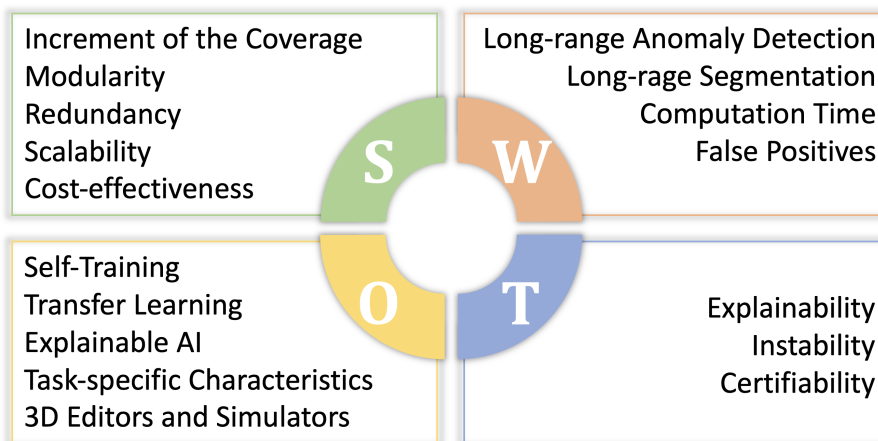 Increment of the Coverage
Modularity
Redundancy
Scalability
Cost-effectiveness
S
Long-range Anomaly Detection
Long-rage Segmentation
Computation Time
False Positives
W
Self-Training
Transfer Learning
Explainable AI
Task-specific Characteristics
3D Editors and Simulators
O
Explainability
Instability
Certifiability
T